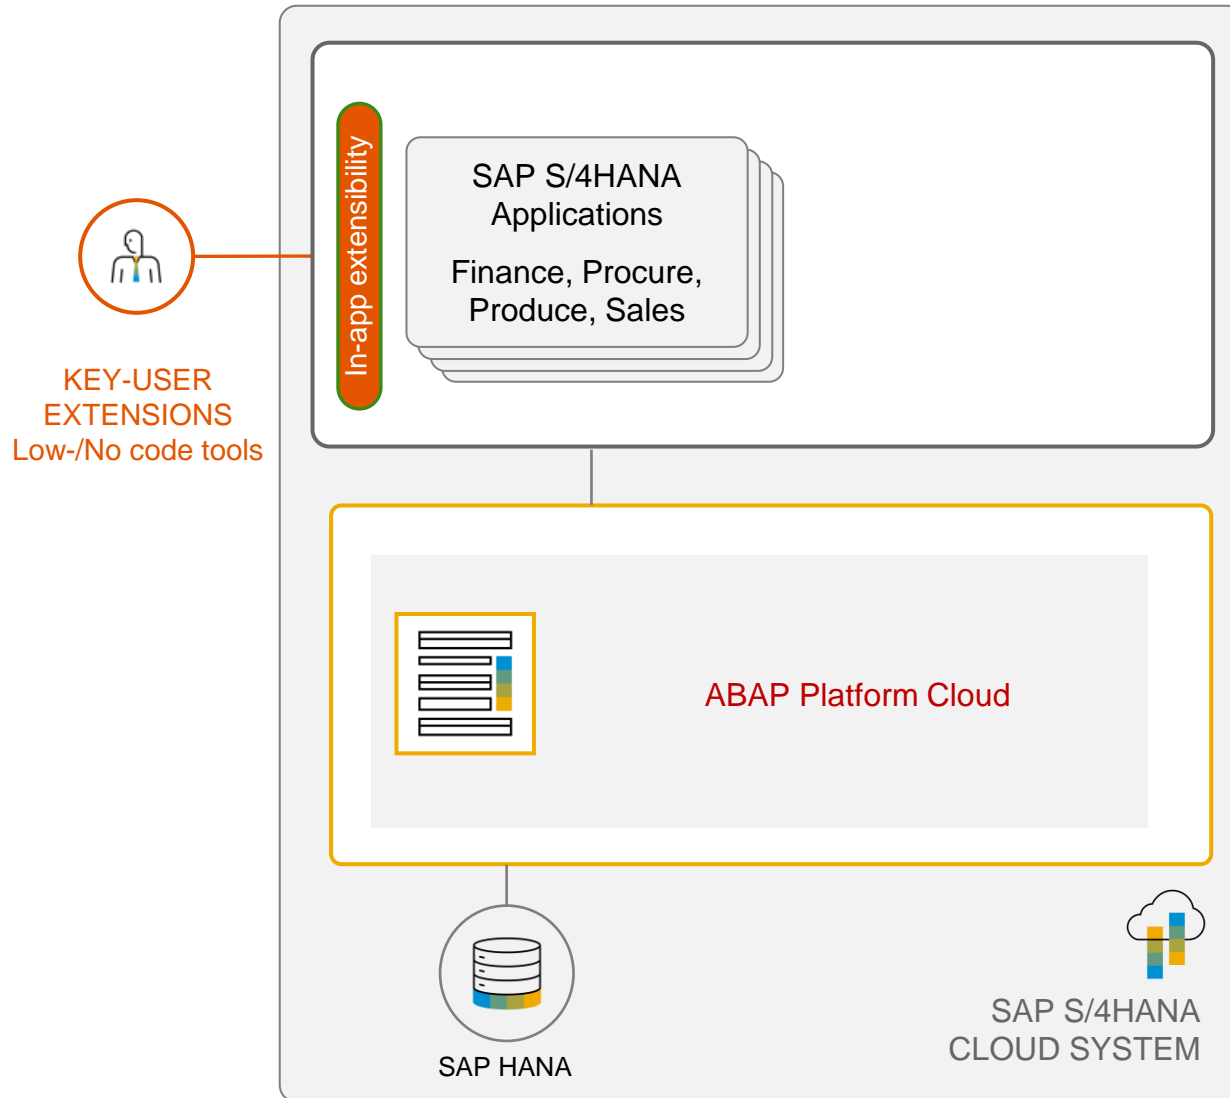 In-app extensibility
SAP S/4HANA
Applications
Finance, Procure,
Produce, Sales
KEY-USER
EXTENSIONS
Low-/No code tools
ABAP Platform Cloud
SAP HANA
SAP S/4HANA
CLOUD SYSTEM